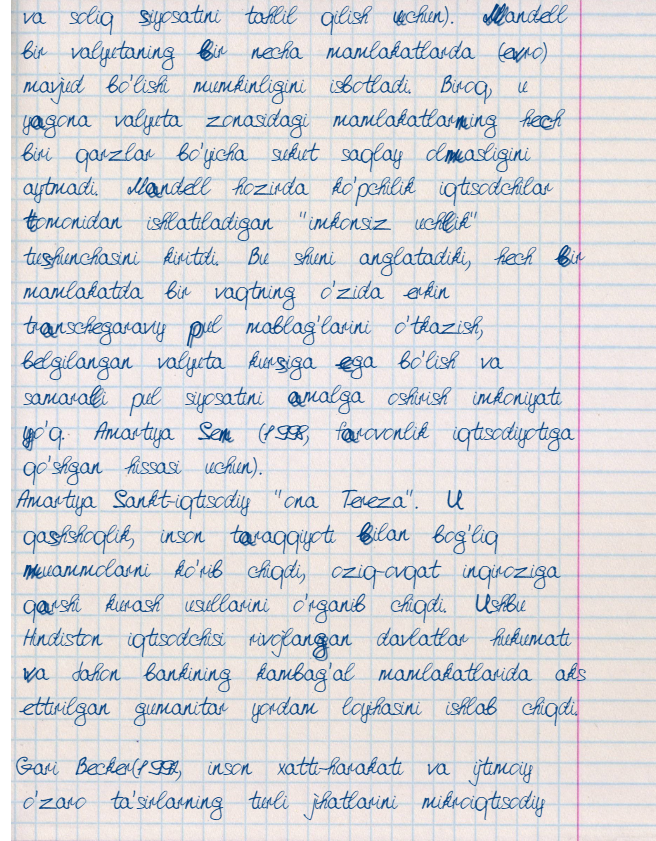 va soliq siyosatini tahlil qilish uchun). Mandell
bir valyutaning bir necha mamlakatlarda (evro)
mavjud bo'lishi mumkinligini isbotladi. Biroq, u
yagona valyuta zonasidagi mamlakatlarning hech
biri qarzlar bo'yicha sukut saqlay olmasligini
aytmadi. Mandell hozirda ko'pchilik iqtisodchilar
tomonidan ishlatiladigan "imkonsiz uchlik"
tushunchasini kiritdi. Bu shuni anglatadiki, hech bir
mamlakatda bir vaqtning o'zida erkin
transchegaraviy pul mablag'larini o'tkazish,
belgilangan valyuta kursiga ega bo'lish va
samarali pul siyosatini amalga oshirish imkoniyati
yo'q. Amartiya Sen (1998, farovonlik iqtisodiyotiga
qo'shgan hissasi uchun).
Amartiya Sankt-iqtisodiy "ona Tereza". U
qashshoqlik, inson taraqqiyoti bilan bog'liq
muammolarni ko'rib chiqdi, oziq-ovqat inqiroziga
qarshi kurash usullarini o'rganib chiqdi. Ushbu
Hindiston iqtisodchisi rivojlangan davlatlar hukumati
va Jahon bankining kambag'al mamlakatlarida aks
ettirilgan gumanitar yordam loyihasini ishlab chiqdi.
Gari Becker(1992, inson xatti-harakati va ijtimoiy
o'zaro ta'sirlarning turli jihatlarini mikroiqtisodiy